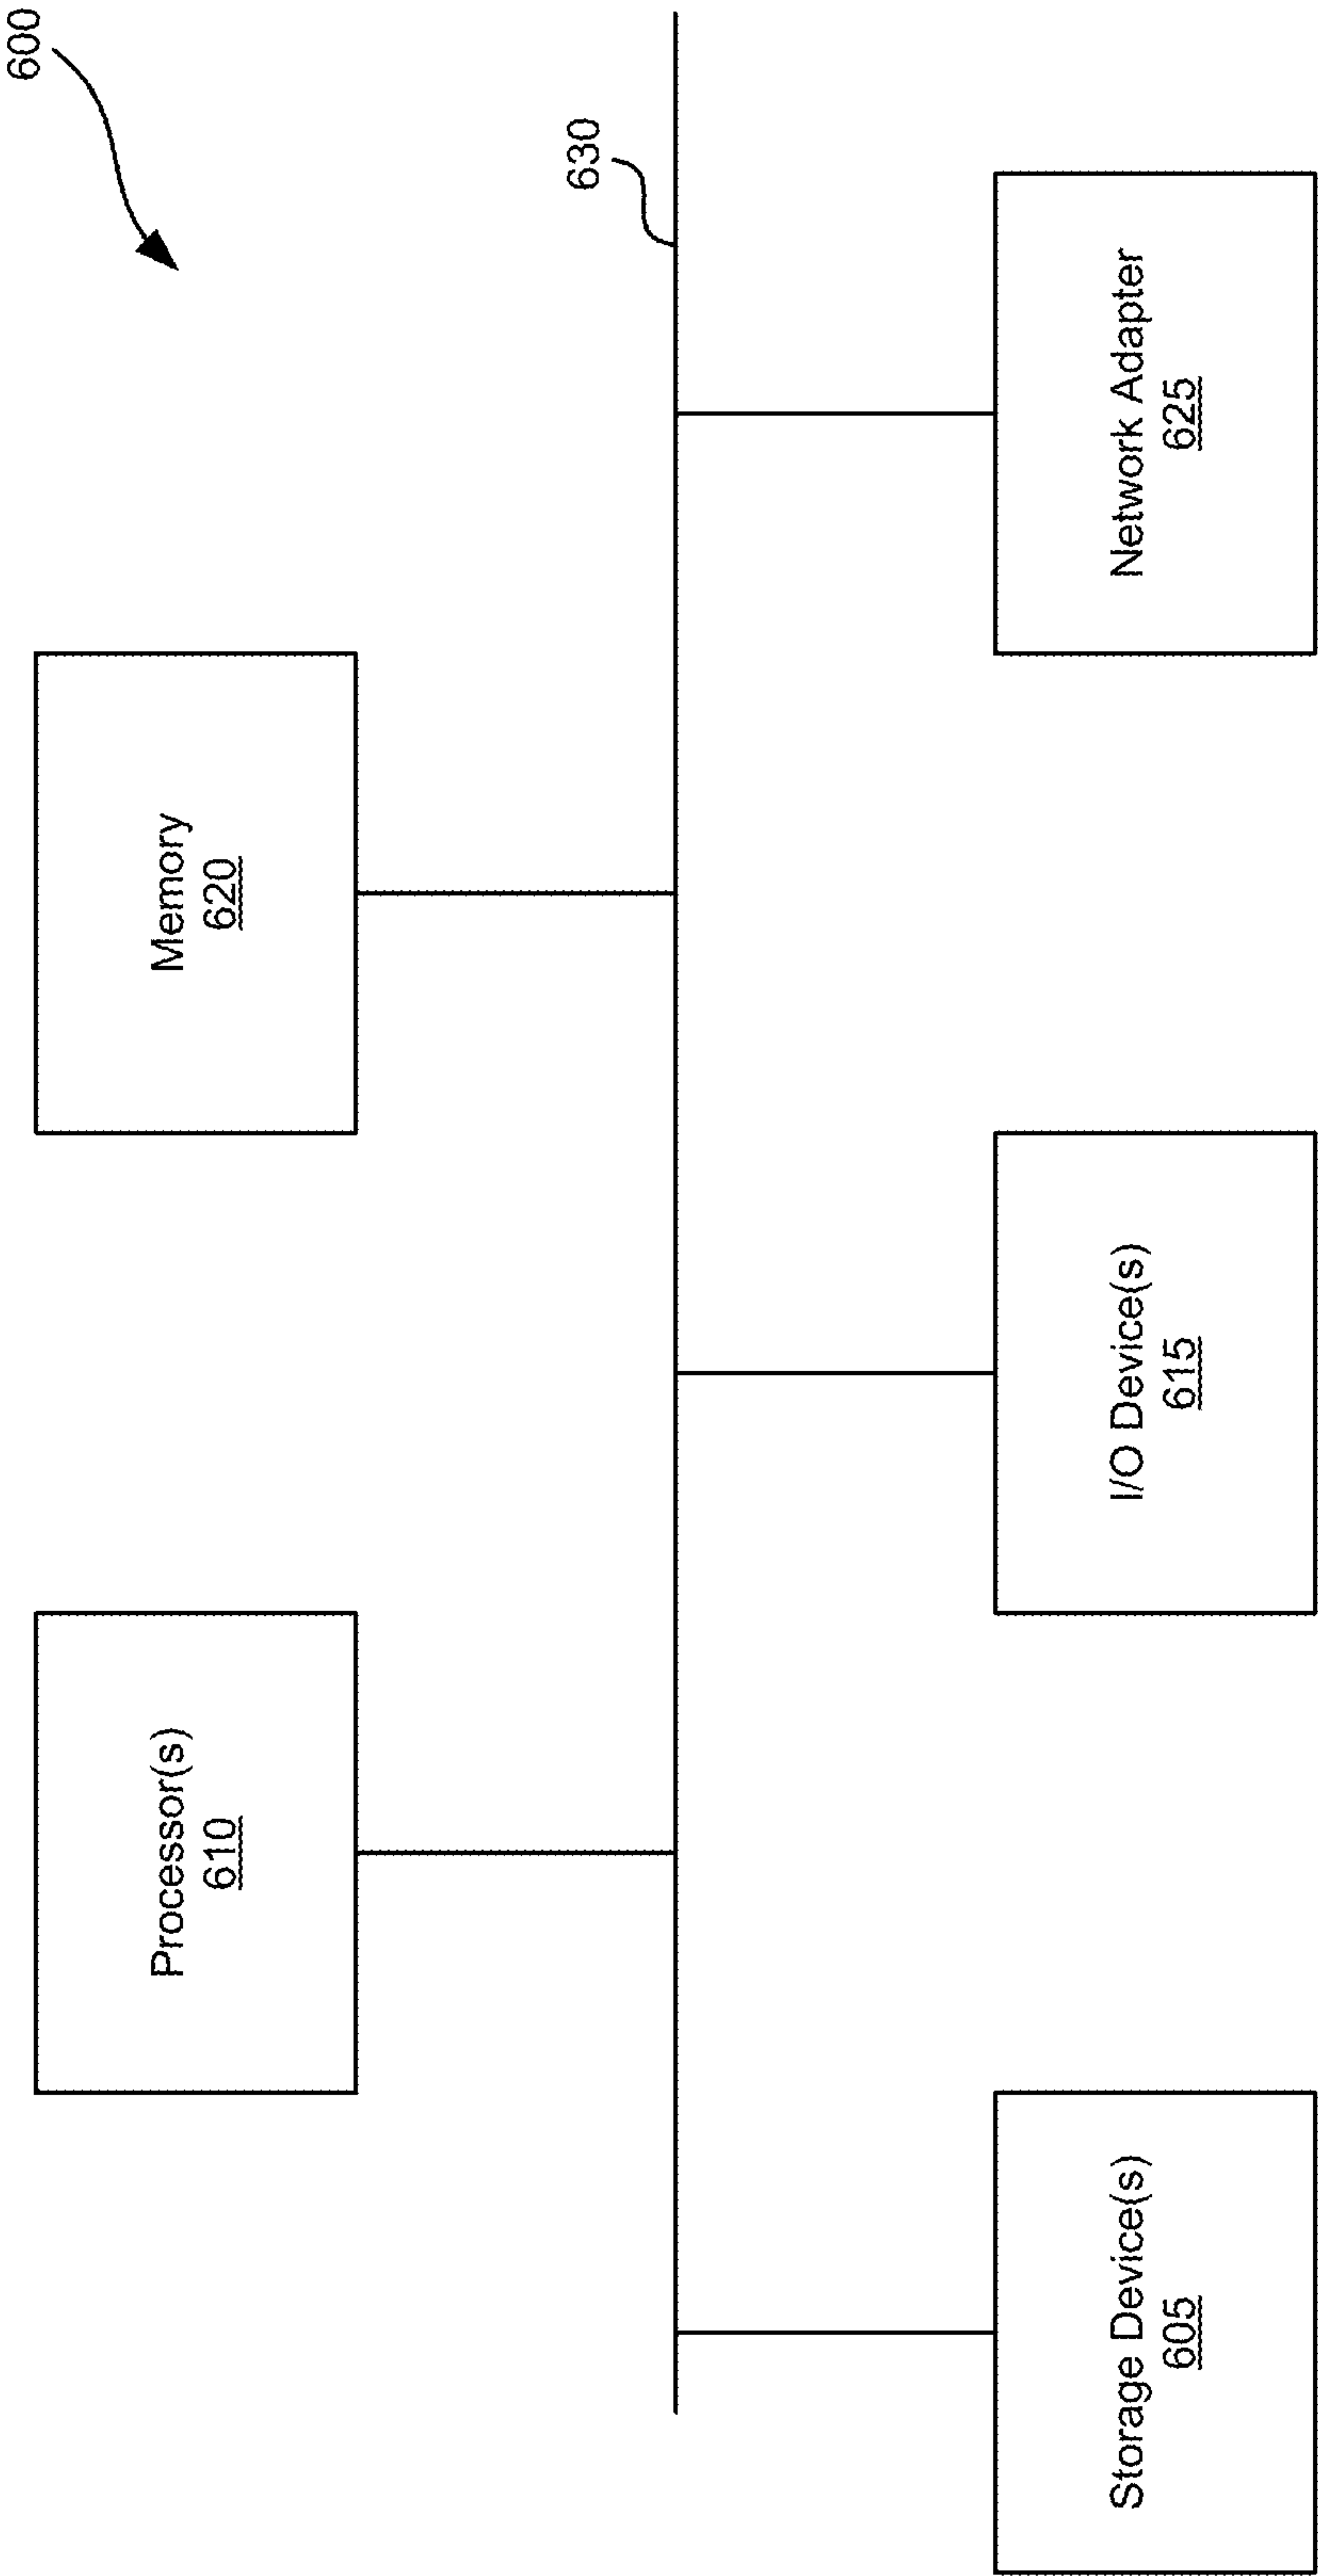 600
Processor(s)
610
Memory
620
630
Storage Device(s)
605
I/O Device(s)
615
Network Adapter
625